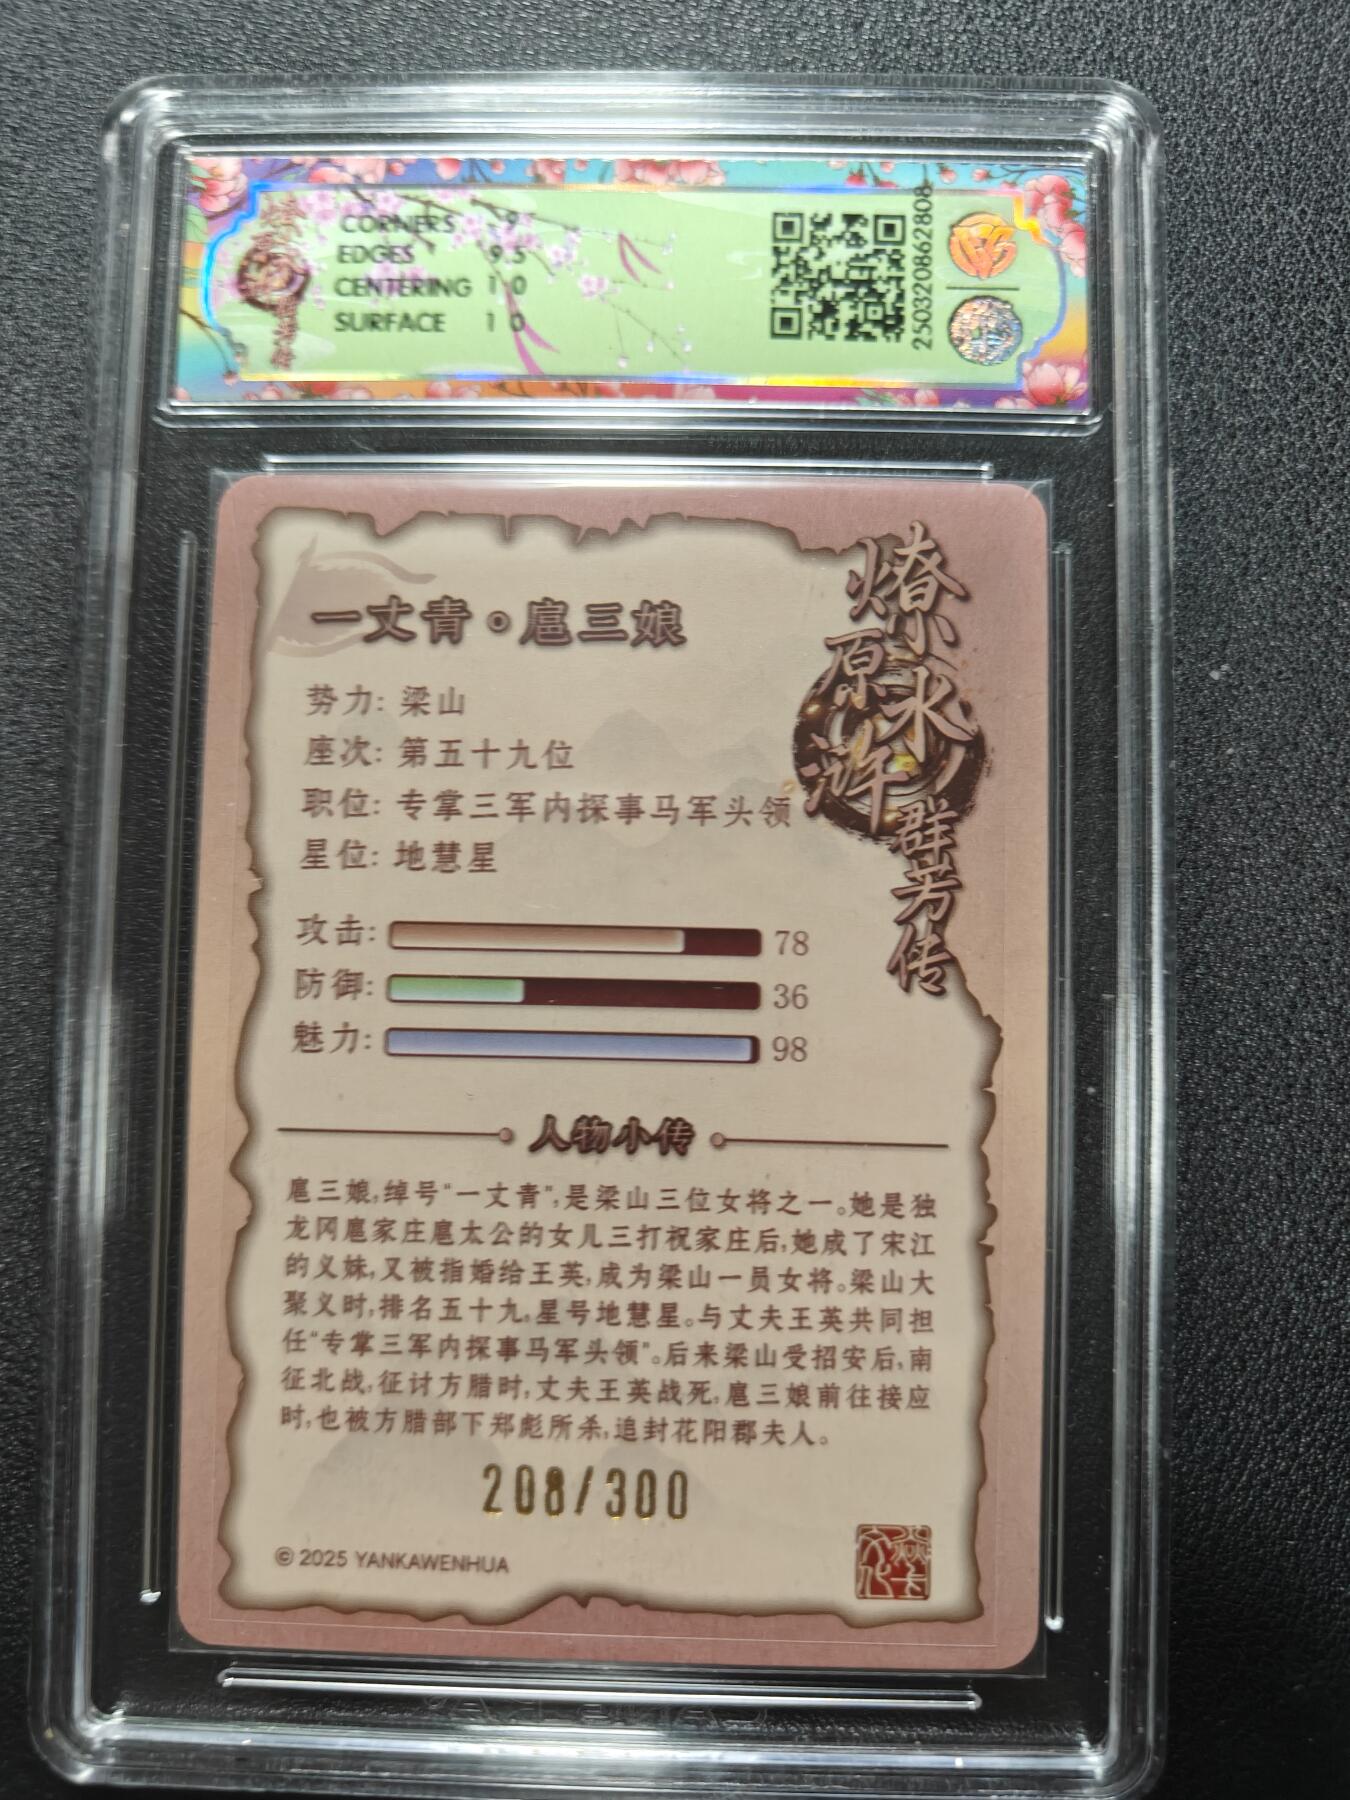 CORNERS 9
EDGES 9.5
CENTERING 10
SURFACE 10
2503208628​08
燎原水浒
群芳传
一丈青·扈三娘
势力: 梁山
座次: 第五十九位
职位: 专掌三军内探事马军头领
星位: 地慧星
攻击: 78
防御: 36
魅力: 98
人物小传
扈三娘,绰号“一丈青”,是梁山三位女将之一。她是独
龙冈扈家庄扈太公的女儿三打祝家庄后,她成了宋江
的义妹,又被指婚给王英,成为梁山一员女将。梁山大
聚义时,排名五十九,星号地慧星。与丈夫王英共同担
任“专掌三军内探事马军头领”。后来梁山受招安后,南
征北战,征讨方腊时,丈夫王英战死,扈三娘前往接应
时,也被方腊部下郑彪所杀,追封花阳郡夫人。
208/300
© 2025 YANKAWENHUA